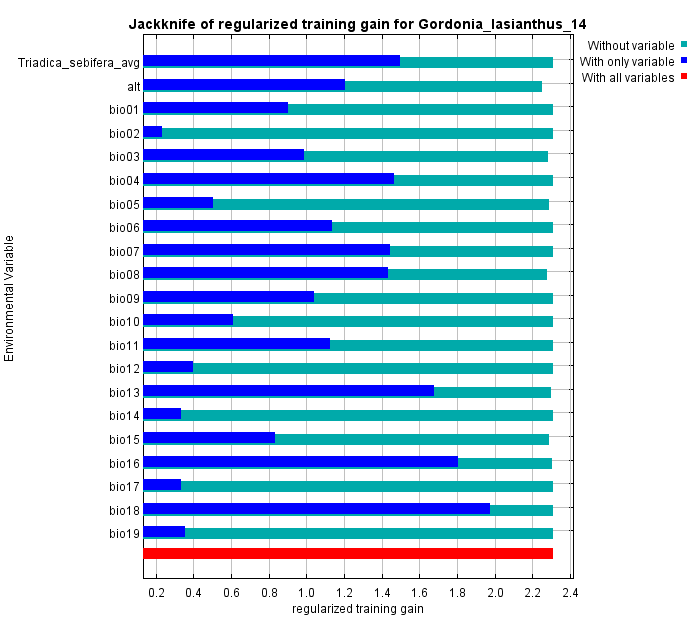 Jackknife of regularized training gain for Gordonia_lasianthus_14
Without variable
With only variable
With all variables
Environmental Variable
Triadica_sebifera_avg
alt
bio01
bio02
bio03
bio04
bio05
bio06
bio07
bio08
bio09
bio10
bio11
bio12
bio13
bio14
bio15
bio16
bio17
bio18
bio19
0.2 0.4 0.6 0.8 1.0 1.2 1.4 1.6 1.8 2.0 2.2 2.4
regularized training gain